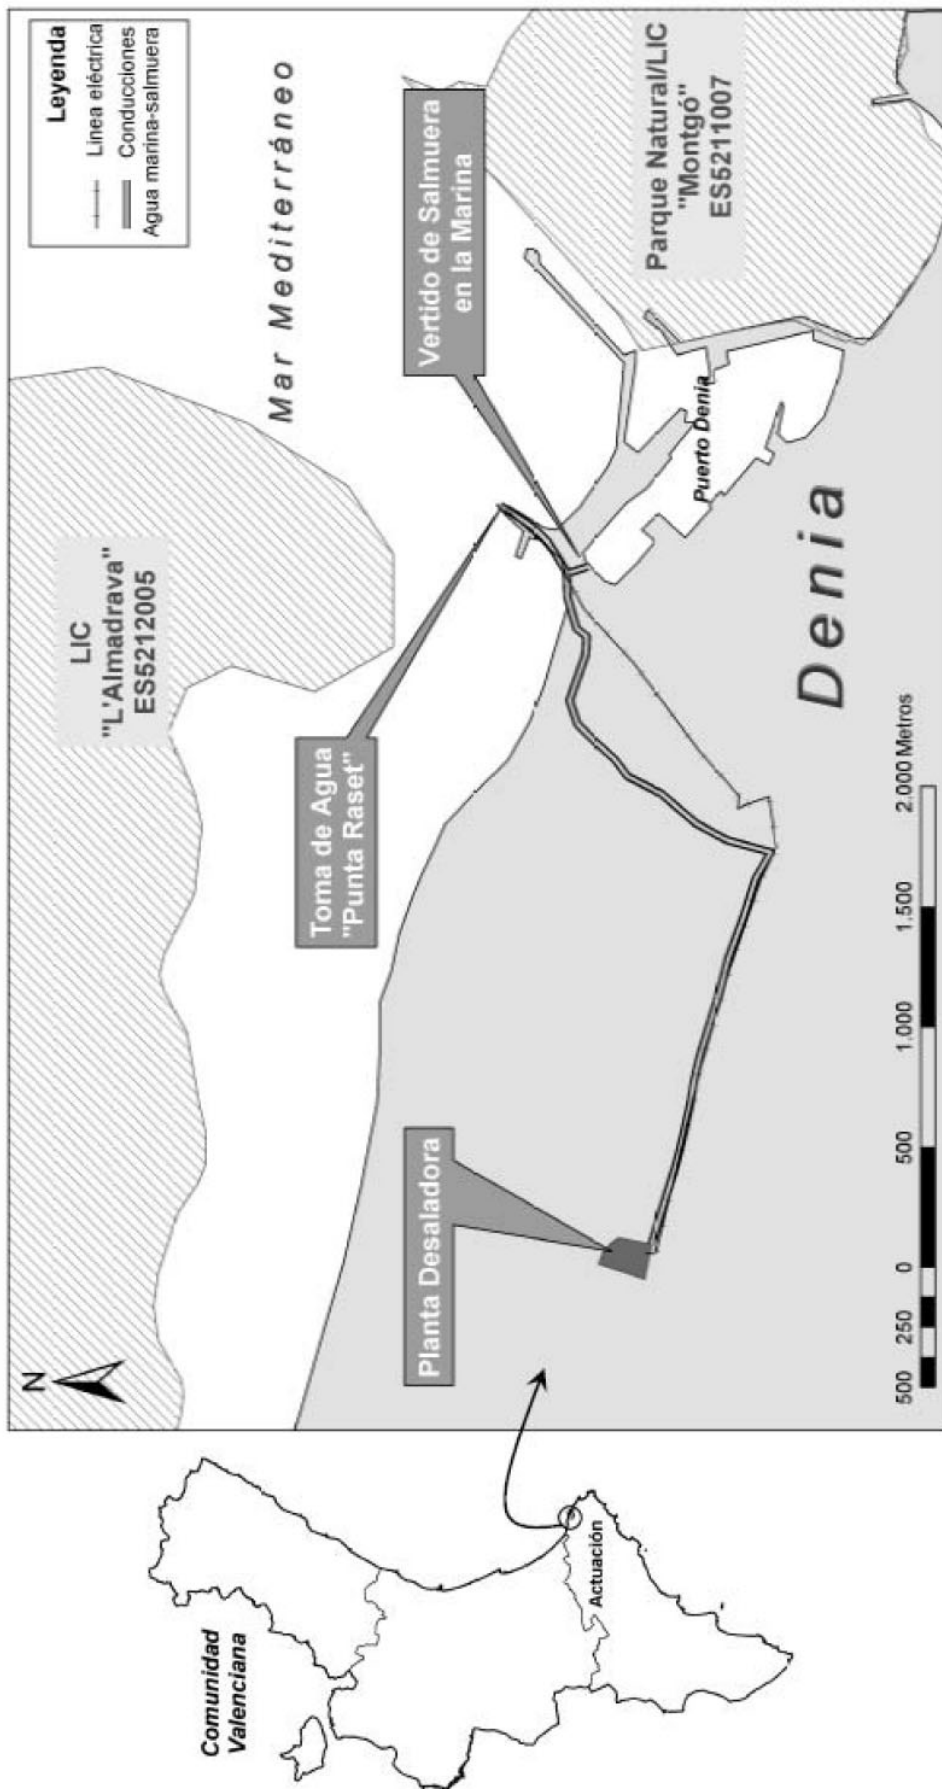 Comunidad
Valenciana
Actuación
N
LIC
"L'Almadrava"
ES5212005
Mar Mediterráneo
Leyenda
Línea eléctrica
Conducciones
Agua marina-salmuera
Toma de Agua
"Punta Raset"
Vertido de Salmuera
en la Marina
Planta Desaladora
Parque Natural/LIC
"Montgó"
ES5211007
Puerto Denia
Denia
500 250 0 500 1.000 1.500 2.000 Metros